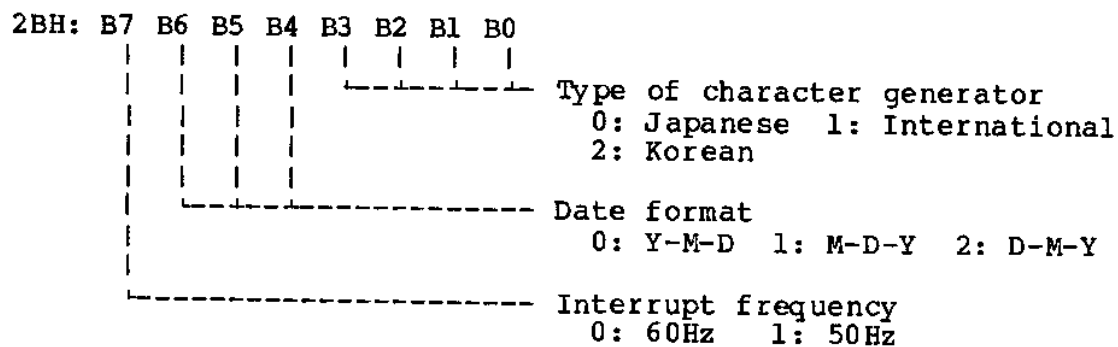 2BH: B7 B6 B5 B4 B3 B2 B1 B0
Type of character generator
0: Japanese 1: International
2: Korean
Date format
0: Y-M-D 1: M-D-Y 2: D-M-Y
Interrupt frequency
0: 60Hz 1: 50Hz